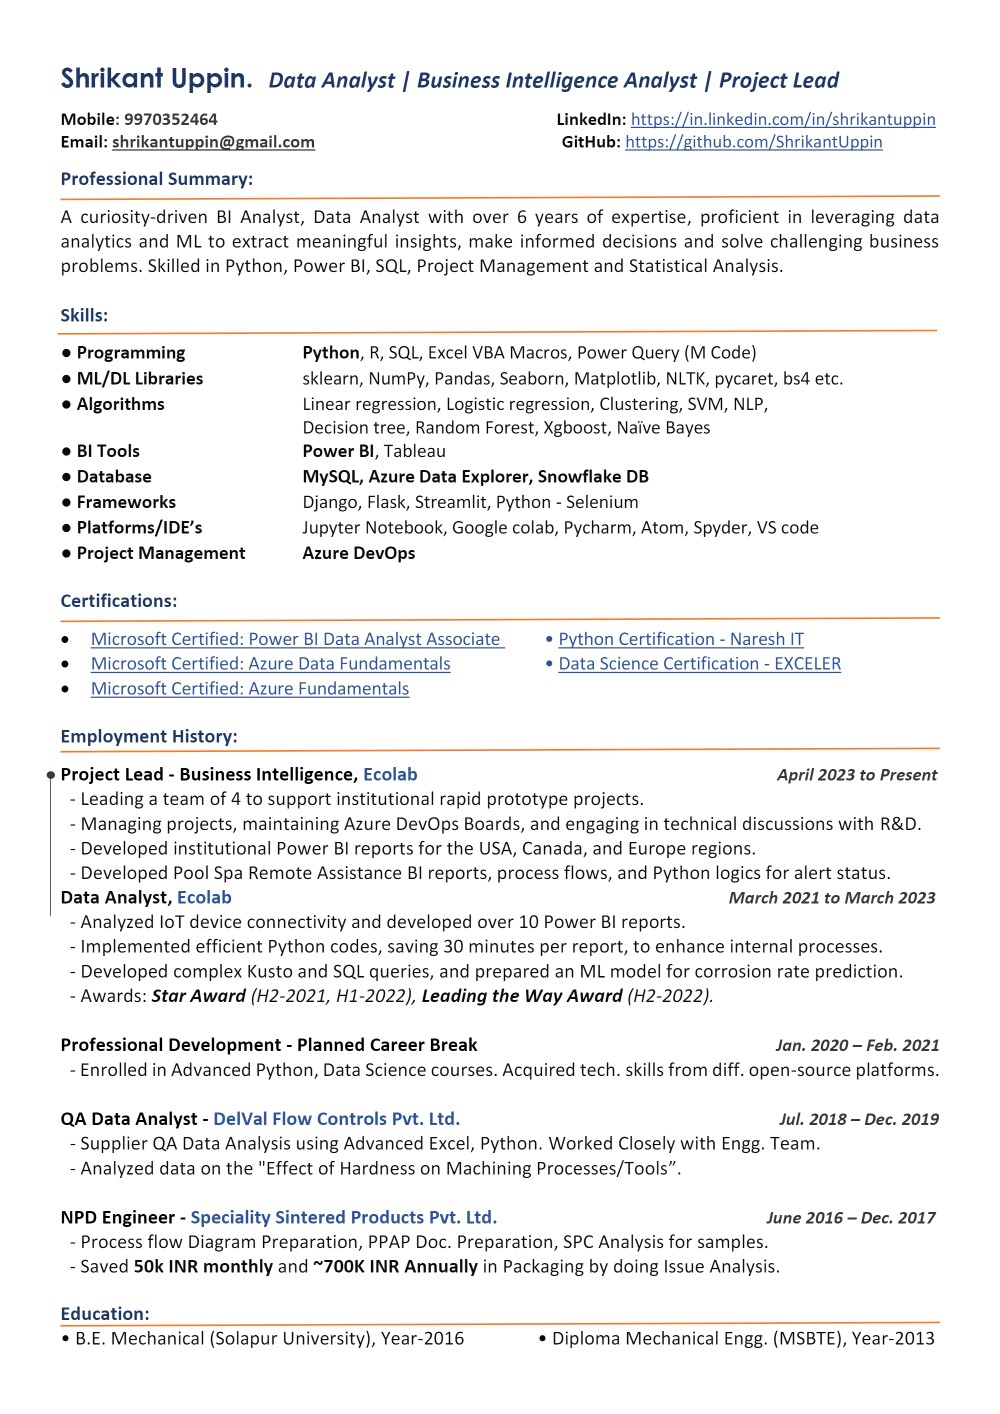 Shrikant Uppin. Data Analyst | Business Intelligence Analyst | Project Lead
Mobile: 9970352464 LinkedIn: https://in.linkedin.com/in/shrikantuppin
Email: shrikantuppin@gmail.com GitHub: https://github.com/ShrikantUppin
Professional Summary:
A curiosity-driven BI Analyst, Data Analyst with over 6 years of expertise, proficient in leveraging data
analytics and ML to extract meaningful insights, make informed decisions and solve challenging business
problems. Skilled in Python, Power BI, SQL, Project Management and Statistical Analysis.
Skills:
● Programming Python, R, SQL, Excel VBA Macros, Power Query (M Code)
● ML/DL Libraries sklearn, NumPy, Pandas, Seaborn, Matplotlib, NLTK, pycaret, bs4 etc.
● Algorithms Linear regression, Logistic regression, Clustering, SVM, NLP,
Decision tree, Random Forest, Xgboost, Naïve Bayes
● BI Tools Power BI, Tableau
● Database MySQL, Azure Data Explorer, Snowflake DB
● Frameworks Django, Flask, Streamlit, Python - Selenium
● Platforms/IDE’s Jupyter Notebook, Google colab, Pycharm, Atom, Spyder, VS code
● Project Management Azure DevOps
Certifications:
• Microsoft Certified: Power BI Data Analyst Associate • Python Certification - Naresh IT
• Microsoft Certified: Azure Data Fundamentals • Data Science Certification - EXCELER
• Microsoft Certified: Azure Fundamentals
Employment History:
Project Lead - Business Intelligence, Ecolab April 2023 to Present
- Leading a team of 4 to support institutional rapid prototype projects.
- Managing projects, maintaining Azure DevOps Boards, and engaging in technical discussions with R&D.
- Developed institutional Power BI reports for the USA, Canada, and Europe regions.
- Developed Pool Spa Remote Assistance BI reports, process flows, and Python logics for alert status.
Data Analyst, Ecolab March 2021 to March 2023
- Analyzed IoT device connectivity and developed over 10 Power BI reports.
- Implemented efficient Python codes, saving 30 minutes per report, to enhance internal processes.
- Developed complex Kusto and SQL queries, and prepared an ML model for corrosion rate prediction.
- Awards: Star Award (H2-2021, H1-2022), Leading the Way Award (H2-2022).
Professional Development - Planned Career Break Jan. 2020 – Feb. 2021
- Enrolled in Advanced Python, Data Science courses. Acquired tech. skills from diff. open-source platforms.
QA Data Analyst - DelVal Flow Controls Pvt. Ltd. Jul. 2018 – Dec. 2019
- Supplier QA Data Analysis using Advanced Excel, Python. Worked Closely with Engg. Team.
- Analyzed data on the "Effect of Hardness on Machining Processes/Tools”.
NPD Engineer - Speciality Sintered Products Pvt. Ltd. June 2016 – Dec. 2017
- Process flow Diagram Preparation, PPAP Doc. Preparation, SPC Analysis for samples.
- Saved 50k INR monthly and ~700K INR Annually in Packaging by doing Issue Analysis.
Education:
• B.E. Mechanical (Solapur University), Year-2016 • Diploma Mechanical Engg. (MSBTE), Year-2013